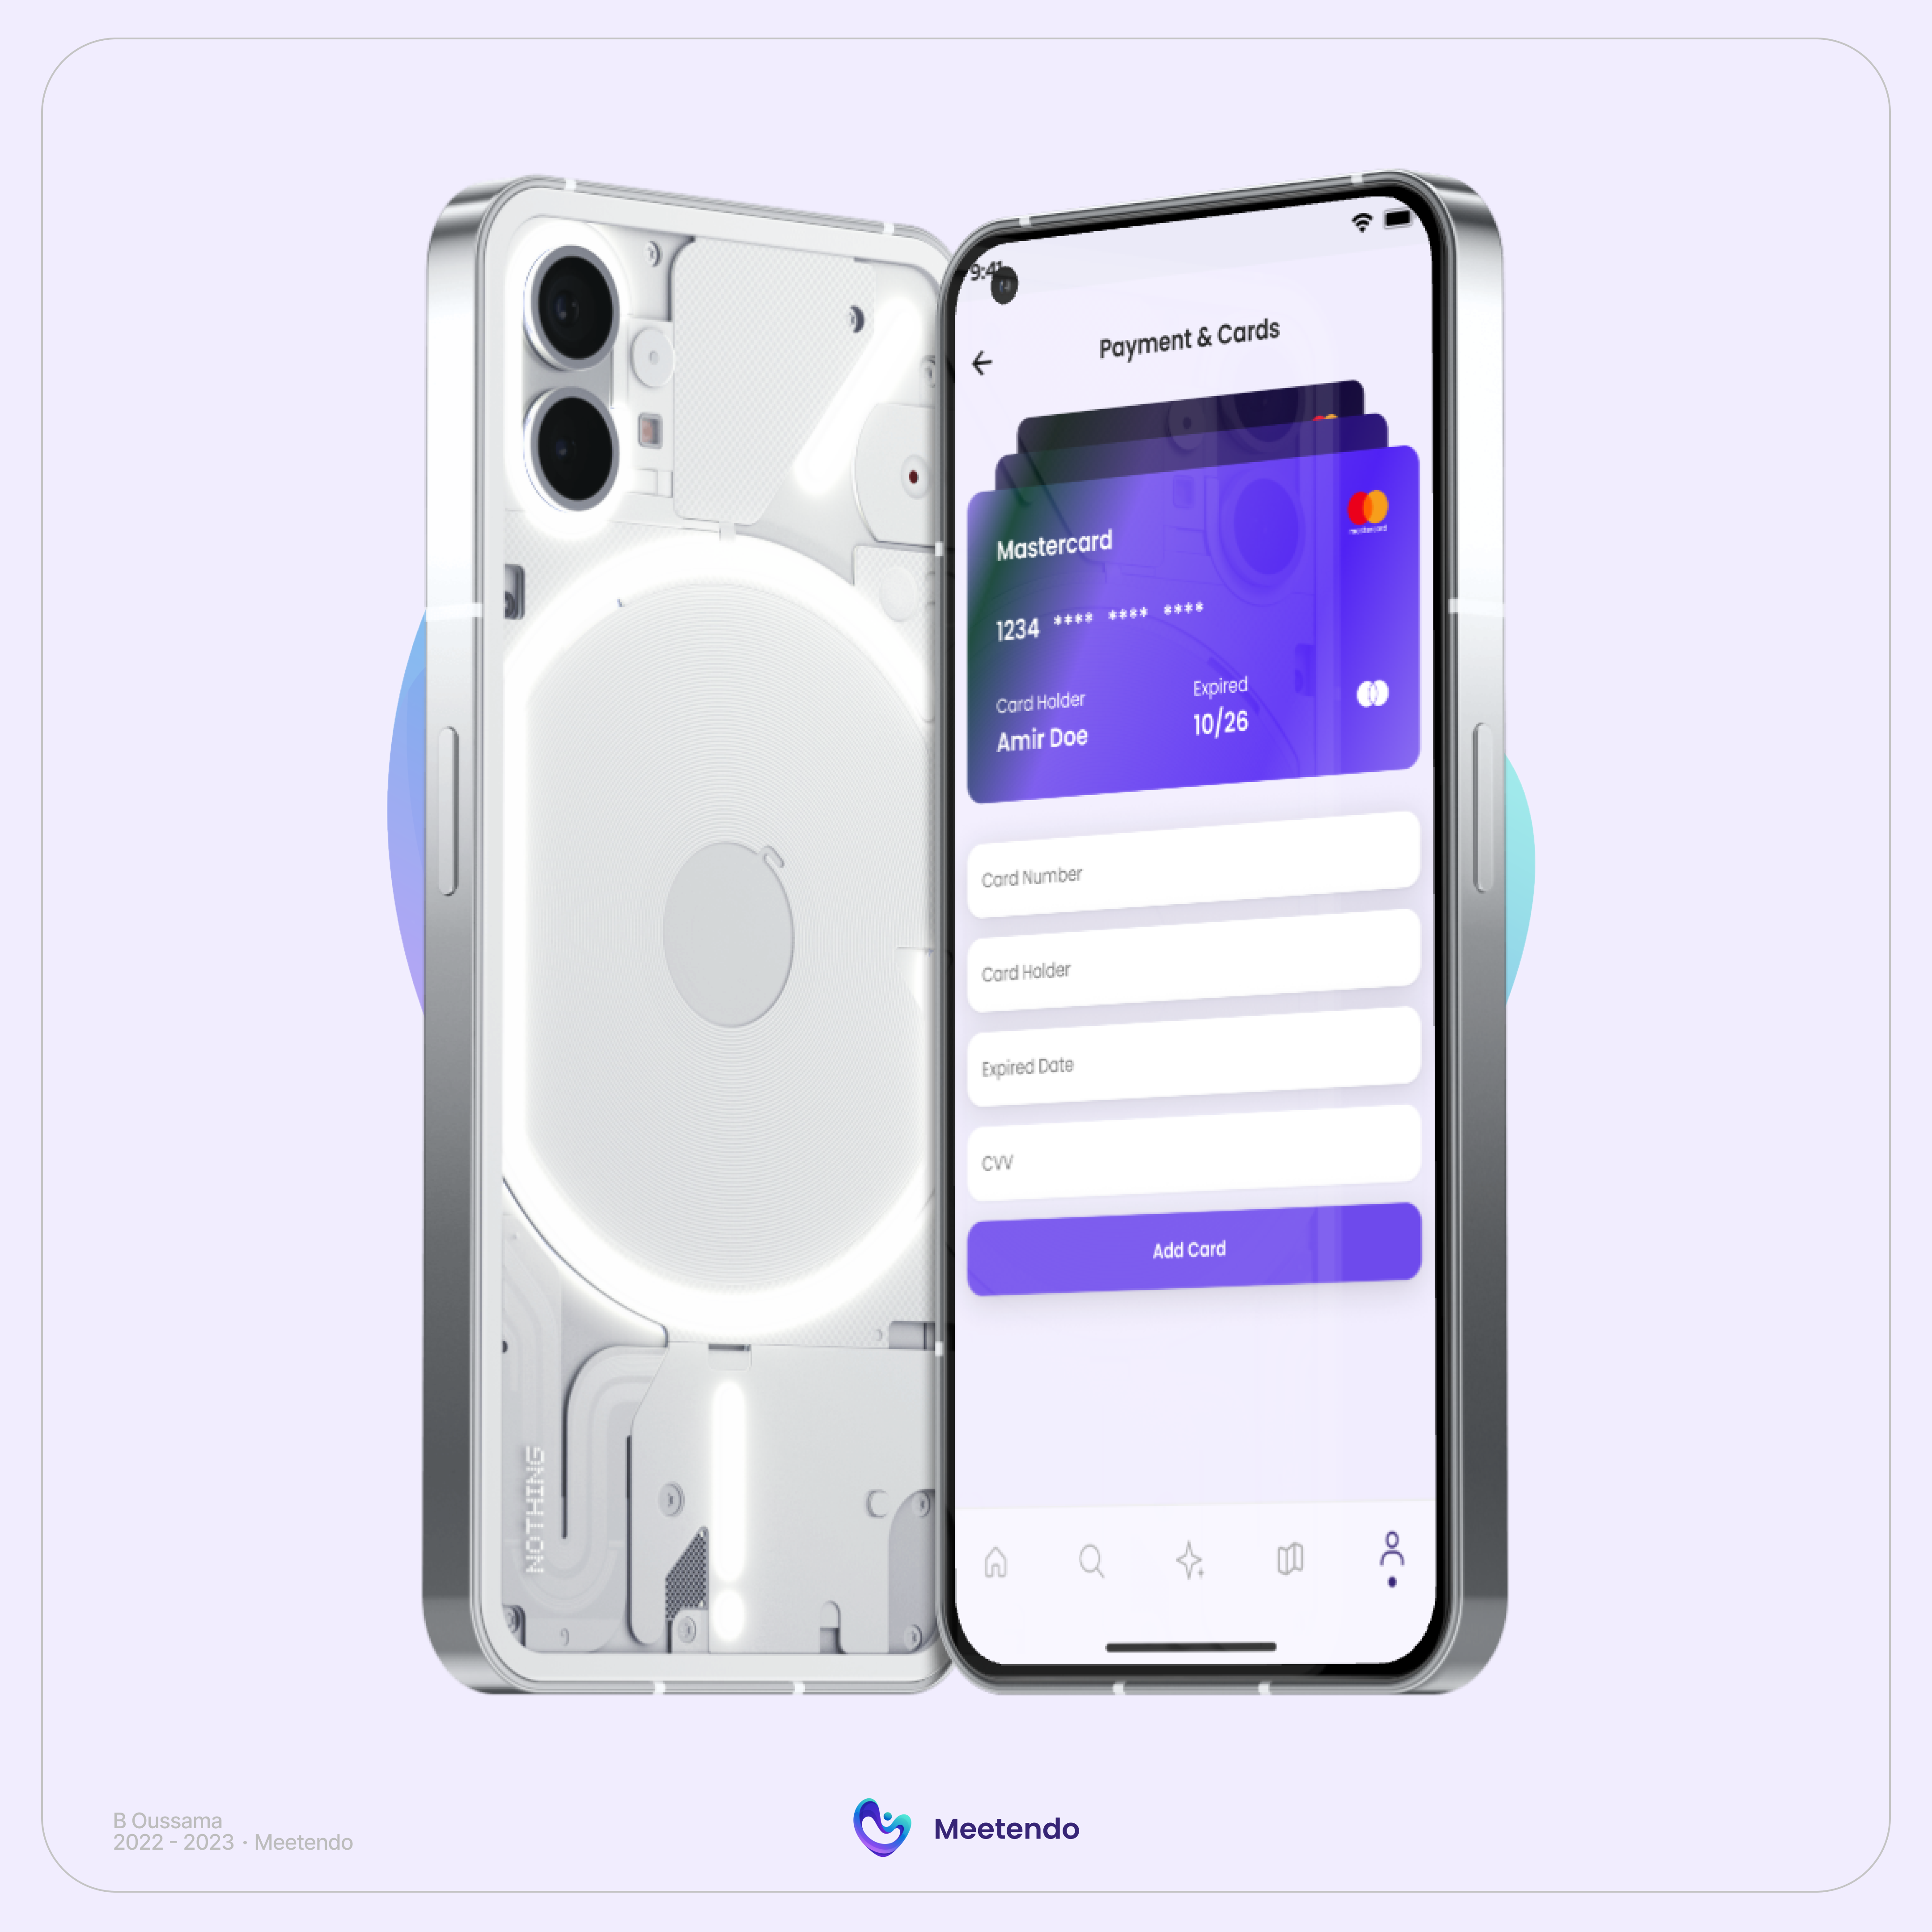 9:41
Payment & Cards
Mastercard
mastercard
1234 **** **** ****
Card Holder
Expired
Amir Doe
10/26
Card Number
Card Holder
Expired Date
CVV
Add Card
NOTHING
B Oussama
2022 - 2023 · Meetendo
Meetendo